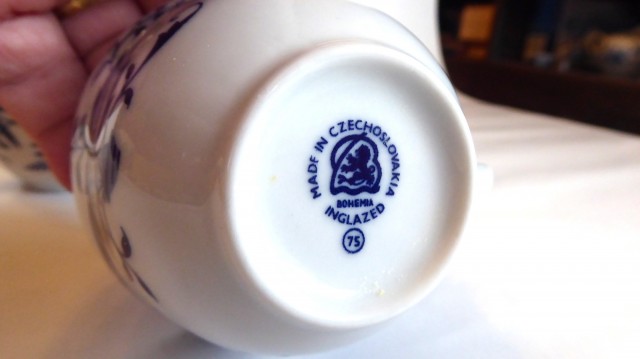 MADE IN CZECHOSLOVAKIA
BOHEMIA
INGLAZED
75